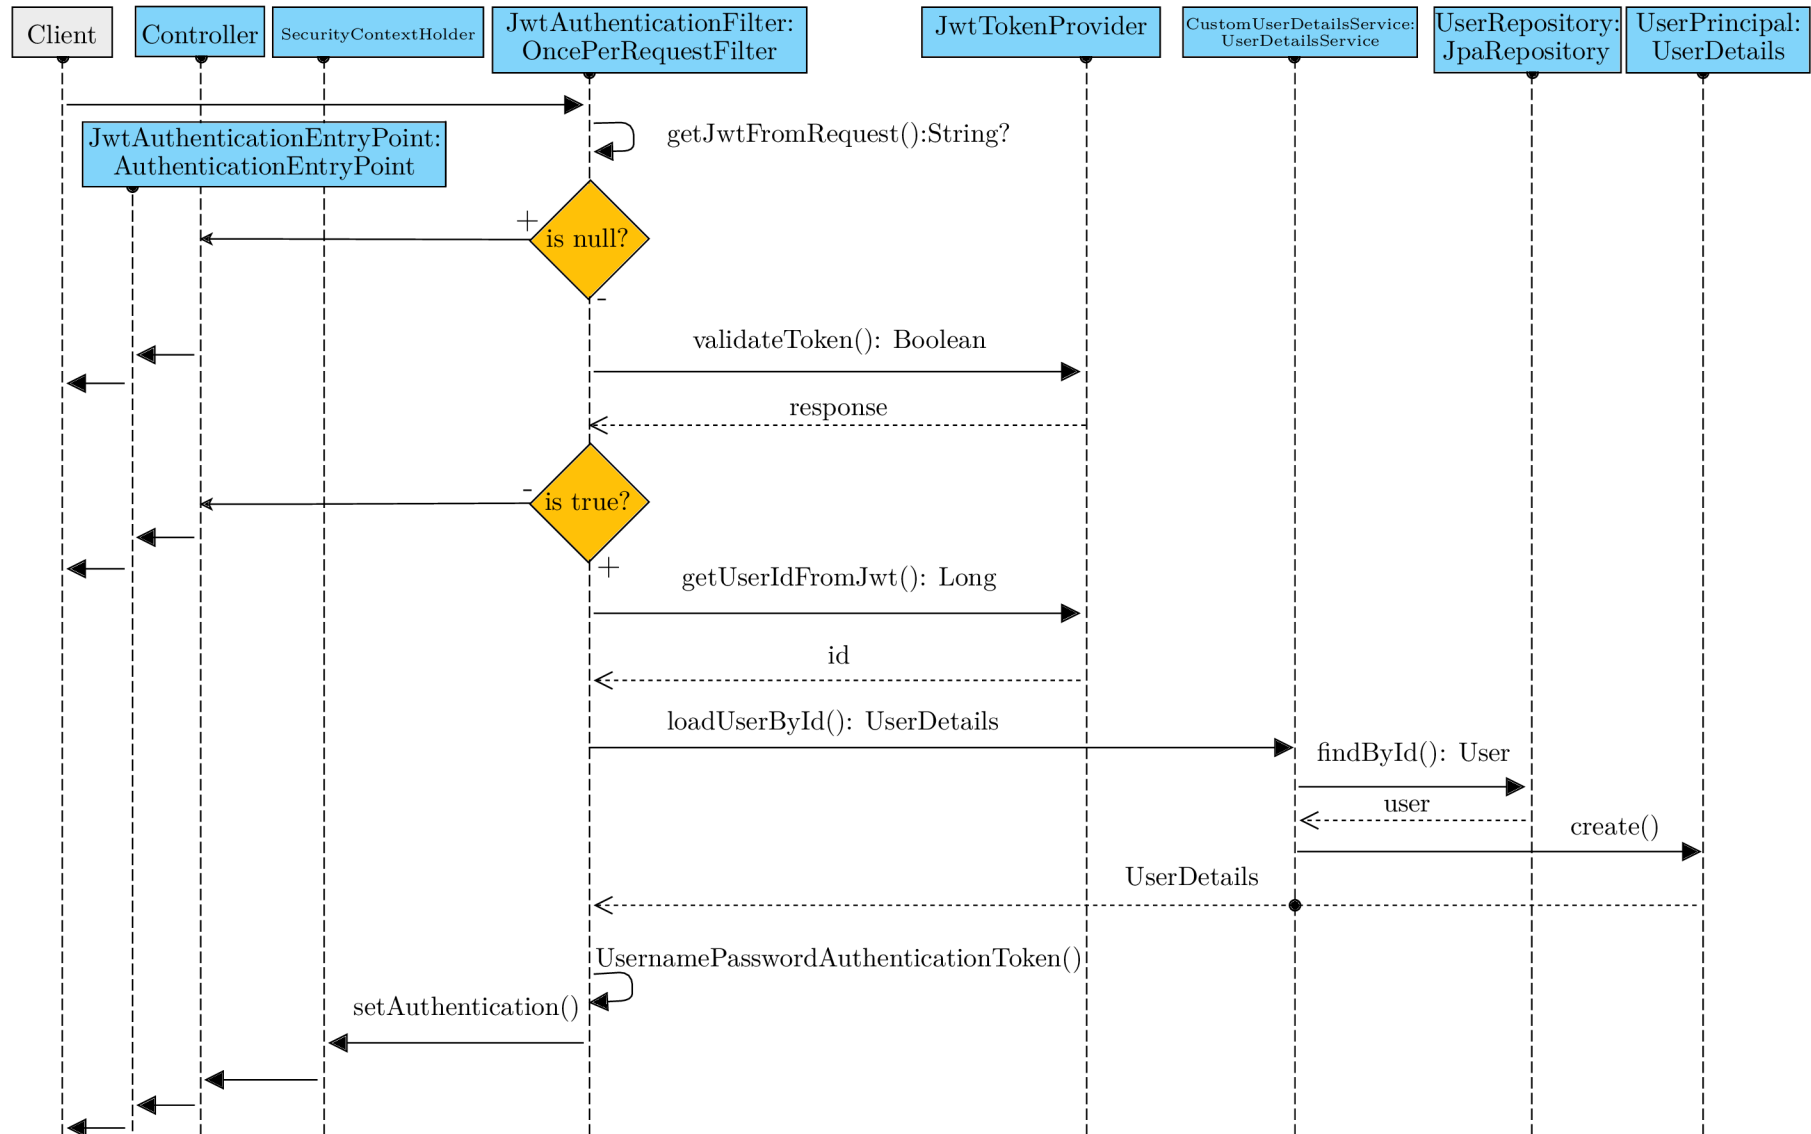 Client
Controller
SecurityContextHolder
JwtAuthenticationFilter:
OncePerRequestFilter
JwtTokenProvider
CustomUserDetailsService:
UserDetailsService
UserRepository:
JpaRepository
UserPrincipal:
UserDetails
JwtAuthenticationEntryPoint:
AuthenticationEntryPoint
getJwtFromRequest():String?
+
is null?
-
validateToken(): Boolean
response
-
is true?
+
getUserIdFromJwt(): Long
id
loadUserById(): UserDetails
findById(): User
user
create()
UserDetails
UsernamePasswordAuthenticationToken()
setAuthentication()